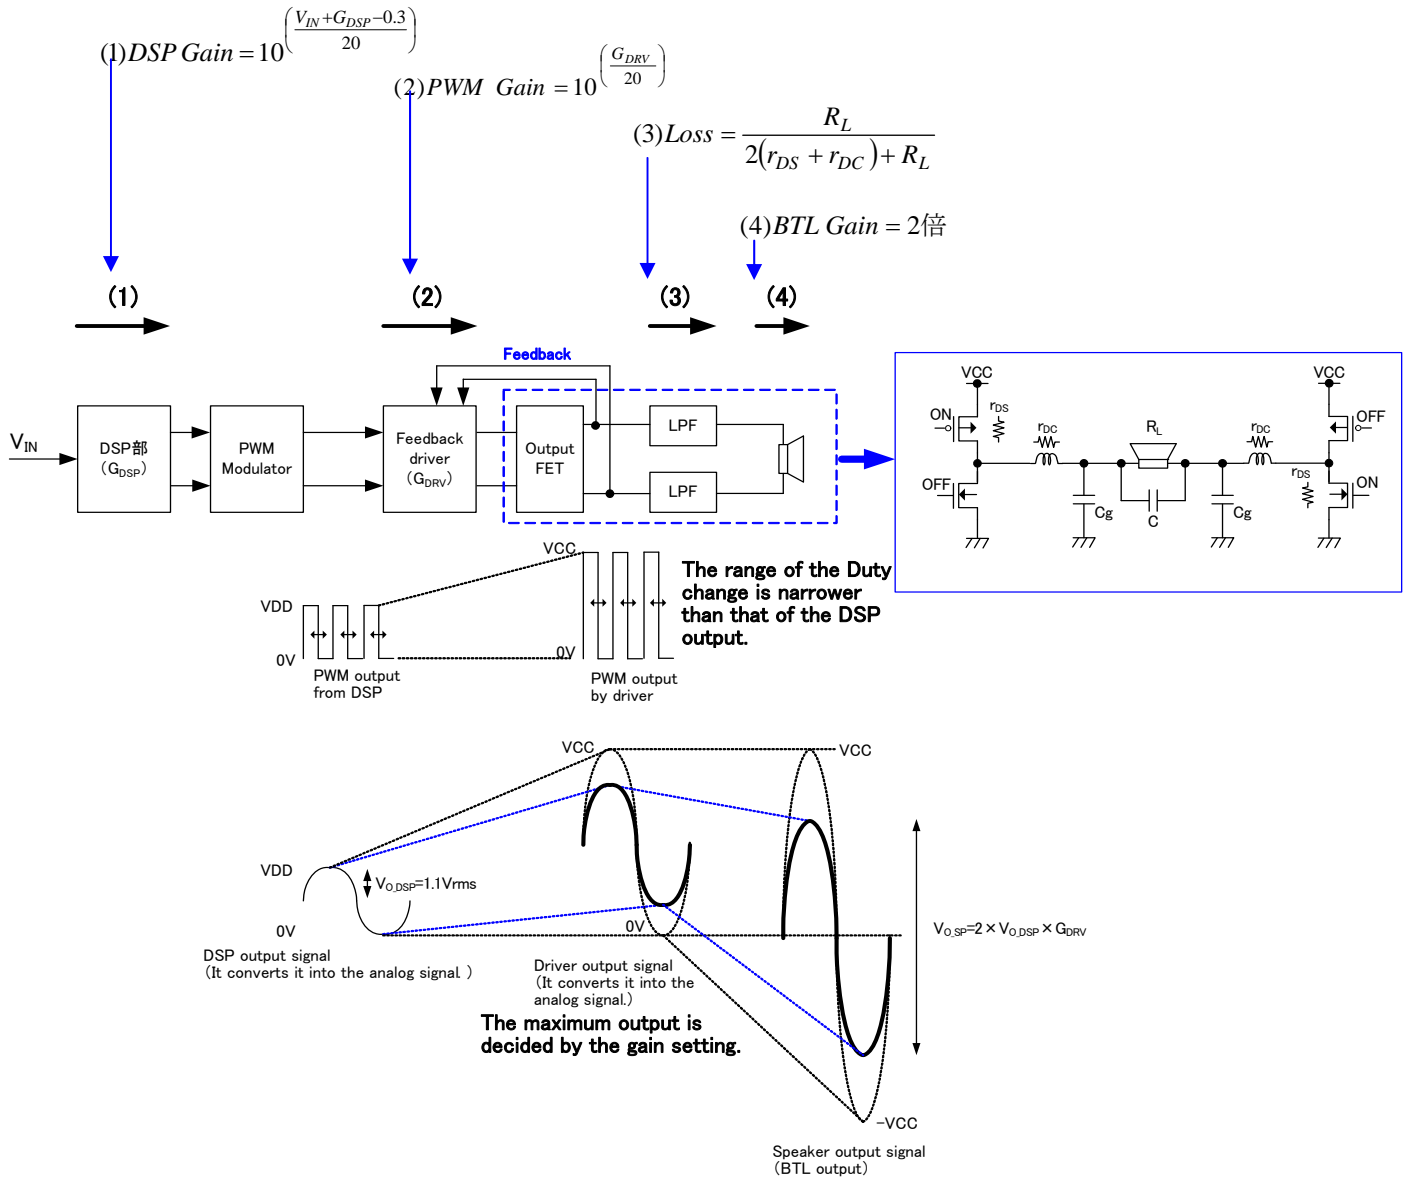 (1)DSP Gain = 10^((V_IN + G_DSP − 0.3)/20)
(2)PWM Gain = 10^(G_DRV/20)
(3)Loss = R_L / (2(r_DS + r_DC) + R_L)
(4)BTL Gain = 2倍
(1)
(2)
(3)
(4)
Feedback
V_IN
DSP部
(G_DSP)
PWM
Modulator
Feedback
driver
(G_DRV)
Output
FET
LPF
LPF
VCC
VCC
ON
r_DS
OFF
r_DC
R_L
r_DC
OFF
r_DS
ON
Cg
C
Cg
VCC
VDD
0V
0V
PWM output
from DSP
PWM output
by driver
The range of the Duty
change is narrower
than that of the DSP
output.
VCC
VCC
VDD
V_O_DSP=1.1Vrms
0V
0V
V_O_SP=2×V_O_DSP×G_DRV
DSP output signal
(It converts it into the analog signal. )
Driver output signal
(It converts it into the
analog signal.)
The maximum output is
decided by the gain setting.
-VCC
Speaker output signal
(BTL output)